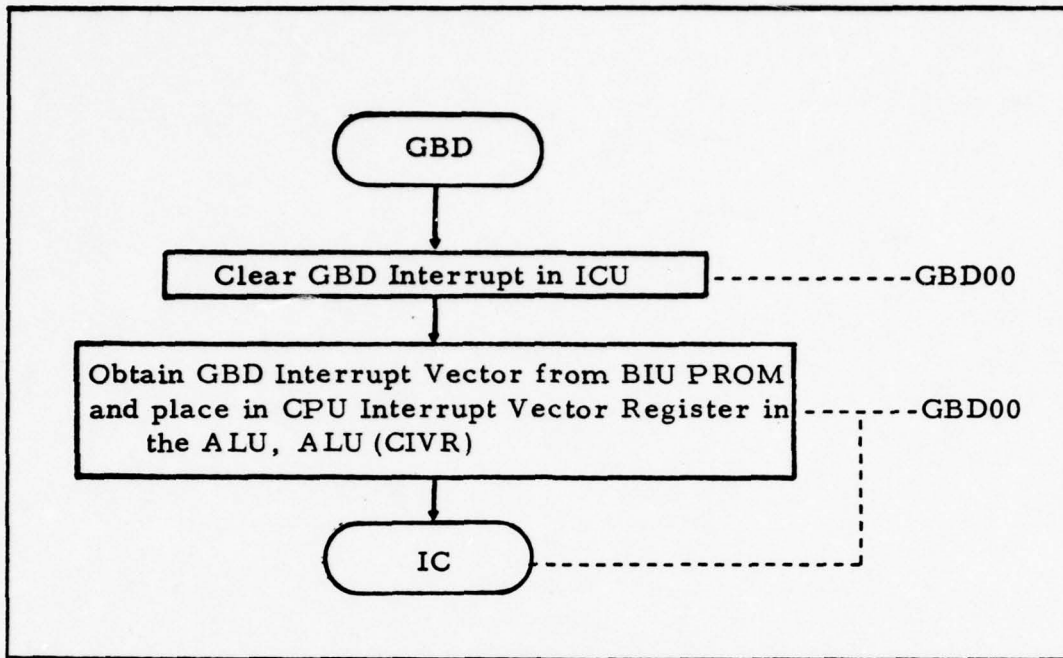 GBD
Clear GBD Interrupt in ICU
GBD00
Obtain GBD Interrupt Vector from BIU PROM
and place in CPU Interrupt Vector Register in
GBD00
the ALU, ALU (CIVR)
IC